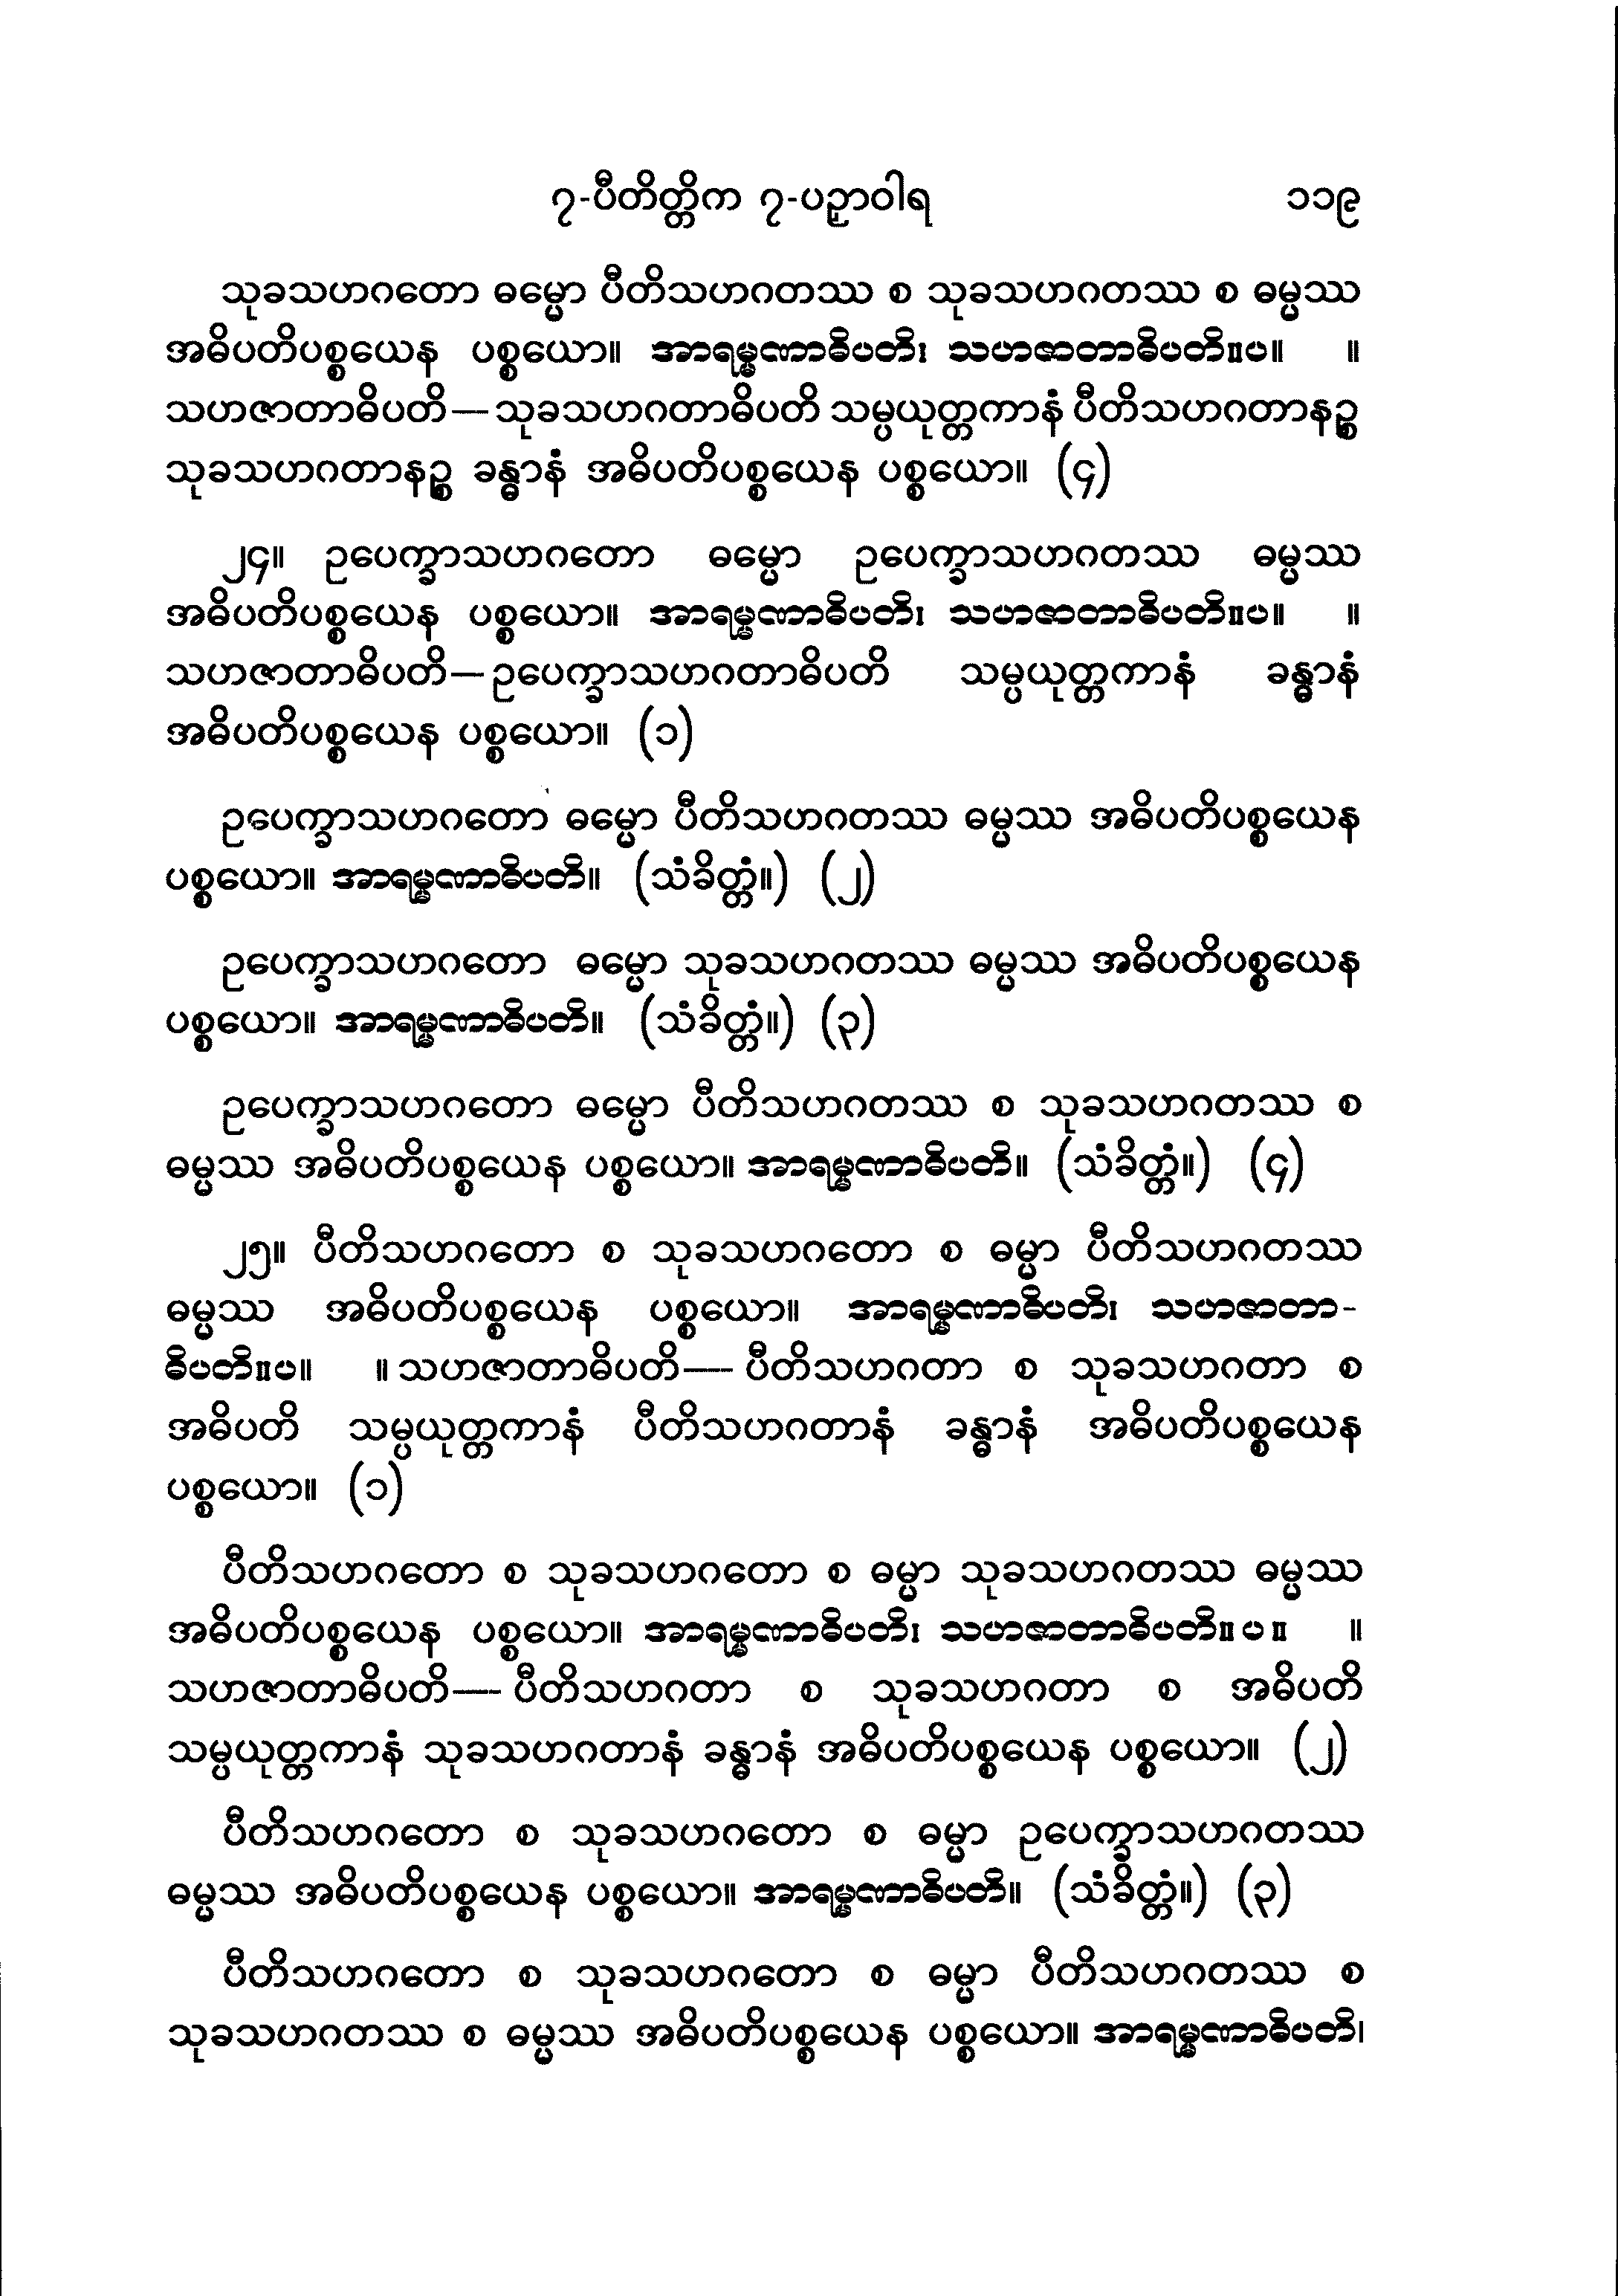 ၇-ပီတိတ္တိက ၇-ပဉှာဝါရ ၁၁၉
သုခသဟဂတော ဓမ္မော ပီတိသဟဂတဿ စ သုခသဟဂတဿ စ ဓမ္မဿ
အဓိပတိပစ္စယေန ပစ္စယော။ အာရမ္မဏာဓိပတိ၊ သဟဇာတာဓိပတိ။ပ။ ။
သဟဇာတာဓိပတိ—သုခသဟဂတာဓိပတိ သမ္ပယုတ္တကာနံ ပီတိသဟဂတာနဉ္စ
သုခသဟဂတာနဉ္စ ခန္ဓာနံ အဓိပတိပစ္စယေန ပစ္စယော။ (၄)
၂၄။ ဥပေက္ခာသဟဂတော ဓမ္မော ဥပေက္ခာသဟဂတဿ ဓမ္မဿ
အဓိပတိပစ္စယေန ပစ္စယော။ အာရမ္မဏာဓိပတိ၊ သဟဇာတာဓိပတိ။ပ။ ။
သဟဇာတာဓိပတိ—ဥပေက္ခာသဟဂတာဓိပတိ သမ္ပယုတ္တကာနံ ခန္ဓာနံ
အဓိပတိပစ္စယေန ပစ္စယော။ (၁)
ဥပေက္ခာသဟဂတော ဓမ္မော ပီတိသဟဂတဿ ဓမ္မဿ အဓိပတိပစ္စယေန
ပစ္စယော။ အာရမ္မဏာဓိပတိ။ (သံခိတ္တံ။) (၂)
ဥပေက္ခာသဟဂတော ဓမ္မော သုခသဟဂတဿ ဓမ္မဿ အဓိပတိပစ္စယေန
ပစ္စယော။ အာရမ္မဏာဓိပတိ။ (သံခိတ္တံ။) (၃)
ဥပေက္ခာသဟဂတော ဓမ္မော ပီတိသဟဂတဿ စ သုခသဟဂတဿ စ
ဓမ္မဿ အဓိပတိပစ္စယေန ပစ္စယော။ အာရမ္မဏာဓိပတိ။ (သံခိတ္တံ။) (၄)
၂၅။ ပီတိသဟဂတော စ သုခသဟဂတော စ ဓမ္မာ ပီတိသဟဂတဿ
ဓမ္မဿ အဓိပတိပစ္စယေန ပစ္စယော။ အာရမ္မဏာဓိပတိ၊ သဟဇာတာ-
ဓိပတိ။ပ။ ။ သဟဇာတာဓိပတိ— ပီတိသဟဂတာ စ သုခသဟဂတာ စ
အဓိပတိ သမ္ပယုတ္တကာနံ ပီတိသဟဂတာနံ ခန္ဓာနံ အဓိပတိပစ္စယေန
ပစ္စယော။ (၁)
ပီတိသဟဂတော စ သုခသဟဂတော စ ဓမ္မာ သုခသဟဂတဿ ဓမ္မဿ
အဓိပတိပစ္စယေန ပစ္စယော။ အာရမ္မဏာဓိပတိ၊ သဟဇာတာဓိပတိ။ ပ ။ ။
သဟဇာတာဓိပတိ— ပီတိသဟဂတာ စ သုခသဟဂတာ စ အဓိပတိ
သမ္ပယုတ္တကာနံ သုခသဟဂတာနံ ခန္ဓာနံ အဓိပတိပစ္စယေန ပစ္စယော။ (၂)
ပီတိသဟဂတော စ သုခသဟဂတော စ ဓမ္မာ ဥပေက္ခာသဟဂတဿ
ဓမ္မဿ အဓိပတိပစ္စယေန ပစ္စယော။ အာရမ္မဏာဓိပတိ။ (သံခိတ္တံ။) (၃)
ပီတိသဟဂတော စ သုခသဟဂတော စ ဓမ္မာ ပီတိသဟဂတဿ စ
သုခသဟဂတဿ စ ဓမ္မဿ အဓိပတိပစ္စယေန ပစ္စယော။ အာရမ္မဏာဓိပတိ၊